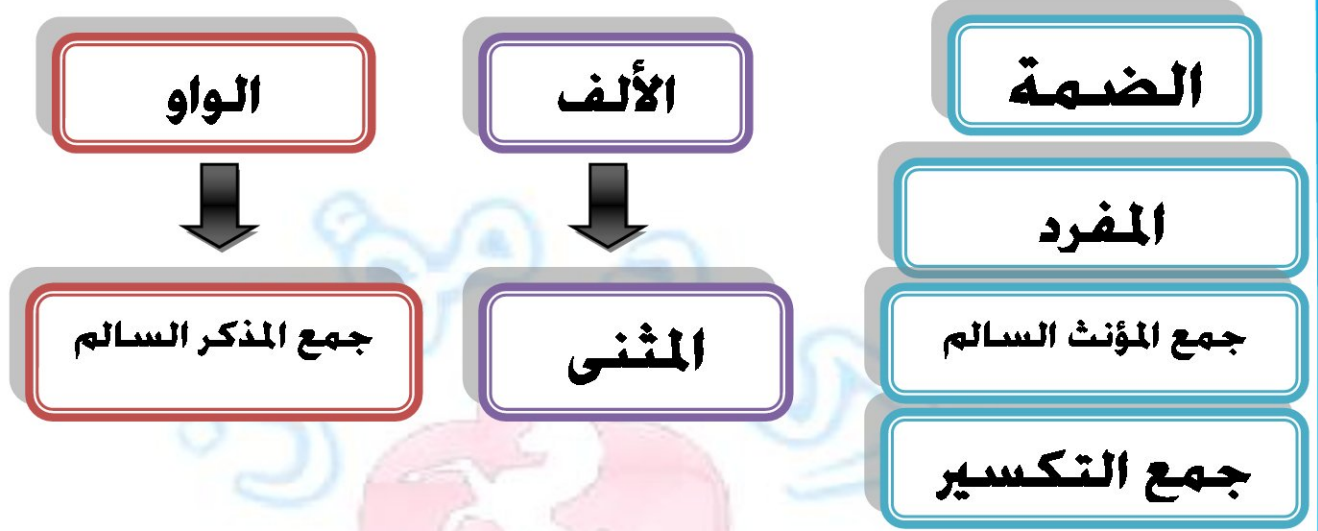 الضمة
المفرد
جمع المؤنث السالم
جمع التكسير
الألف
المثنى
الواو
جمع المذكر السالم